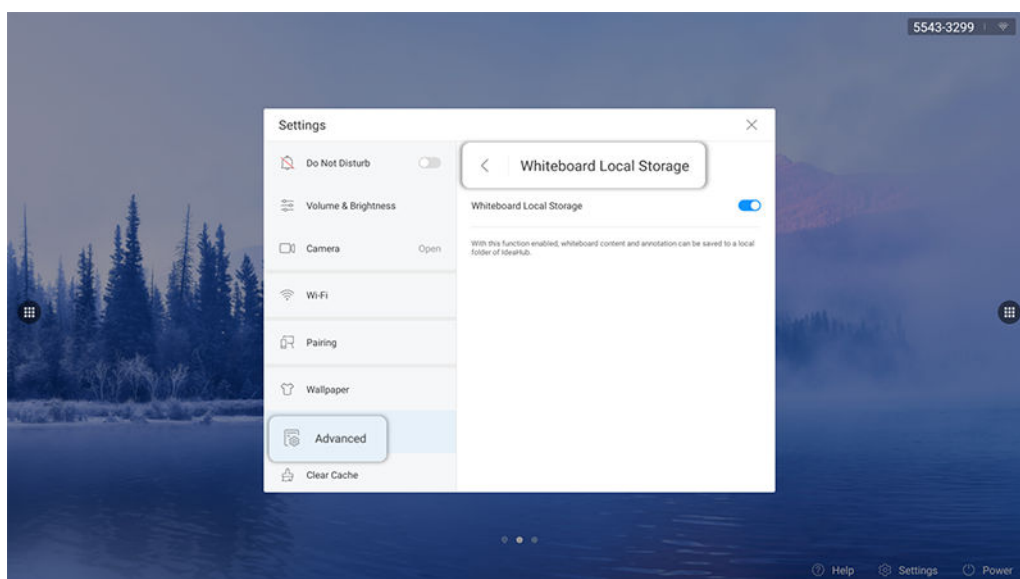 5543-3299
Settings
Do Not Disturb
Volume & Brightness
Camera
Open
Wi-Fi
Pairing
Wallpaper
Advanced
Clear Cache
Whiteboard Local Storage
Whiteboard Local Storage
With this function enabled, whiteboard content and annotation can be saved to a local
folder of IdeaHub.
Help
Settings
Power